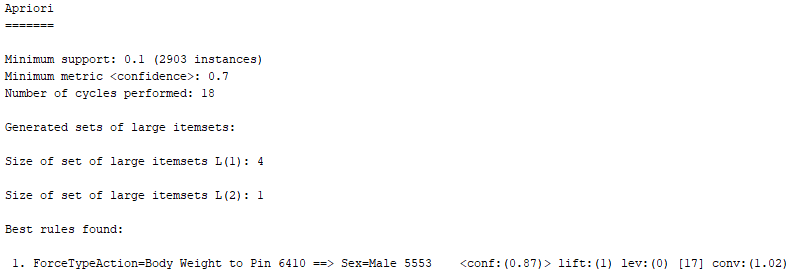 Apriori
=======
Minimum support: 0.1 (2903 instances)
Minimum metric <confidence>: 0.7
Number of cycles performed: 18
Generated sets of large itemsets:
Size of set of large itemsets L(1): 4
Size of set of large itemsets L(2): 1
Best rules found:
1. ForceTypeAction=Body Weight to Pin 6410 ==> Sex=Male 5553    <conf:(0.87)> lift:(1) lev:(0) [17] conv:(1.02)